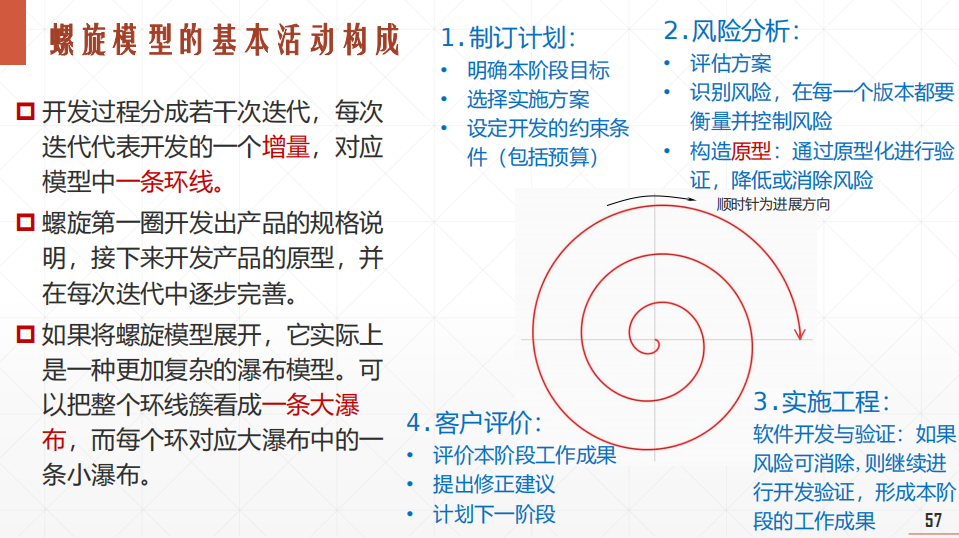 螺旋模型的基本活动构成
开发过程分成若干次迭代，每次
迭代代表开发的一个增量，对应
模型中一条环线。
螺旋第一圈开发出产品的规格说
明，接下来开发产品的原型，并
在每次迭代中逐步完善。
如果将螺旋模型展开，它实际上
是一种更加复杂的瀑布模型。可
以把整个环线簇看成一条大瀑
布，而每个环对应大瀑布中的一
条小瀑布。
1.制订计划：
• 明确本阶段目标
• 选择实施方案
• 设定开发的约束条
件（包括预算）
2.风险分析：
• 评估方案
• 识别风险，在每一个版本都要
衡量并控制风险
• 构造原型：通过原型化进行验
证，降低或消除风险
顺时针为进展方向
3.实施工程：
软件开发与验证：如果
风险可消除,则继续进
行开发验证，形成本阶
段的工作成果
4.客户评价：
• 评价本阶段工作成果
• 提出修正建议
• 计划下一阶段
57